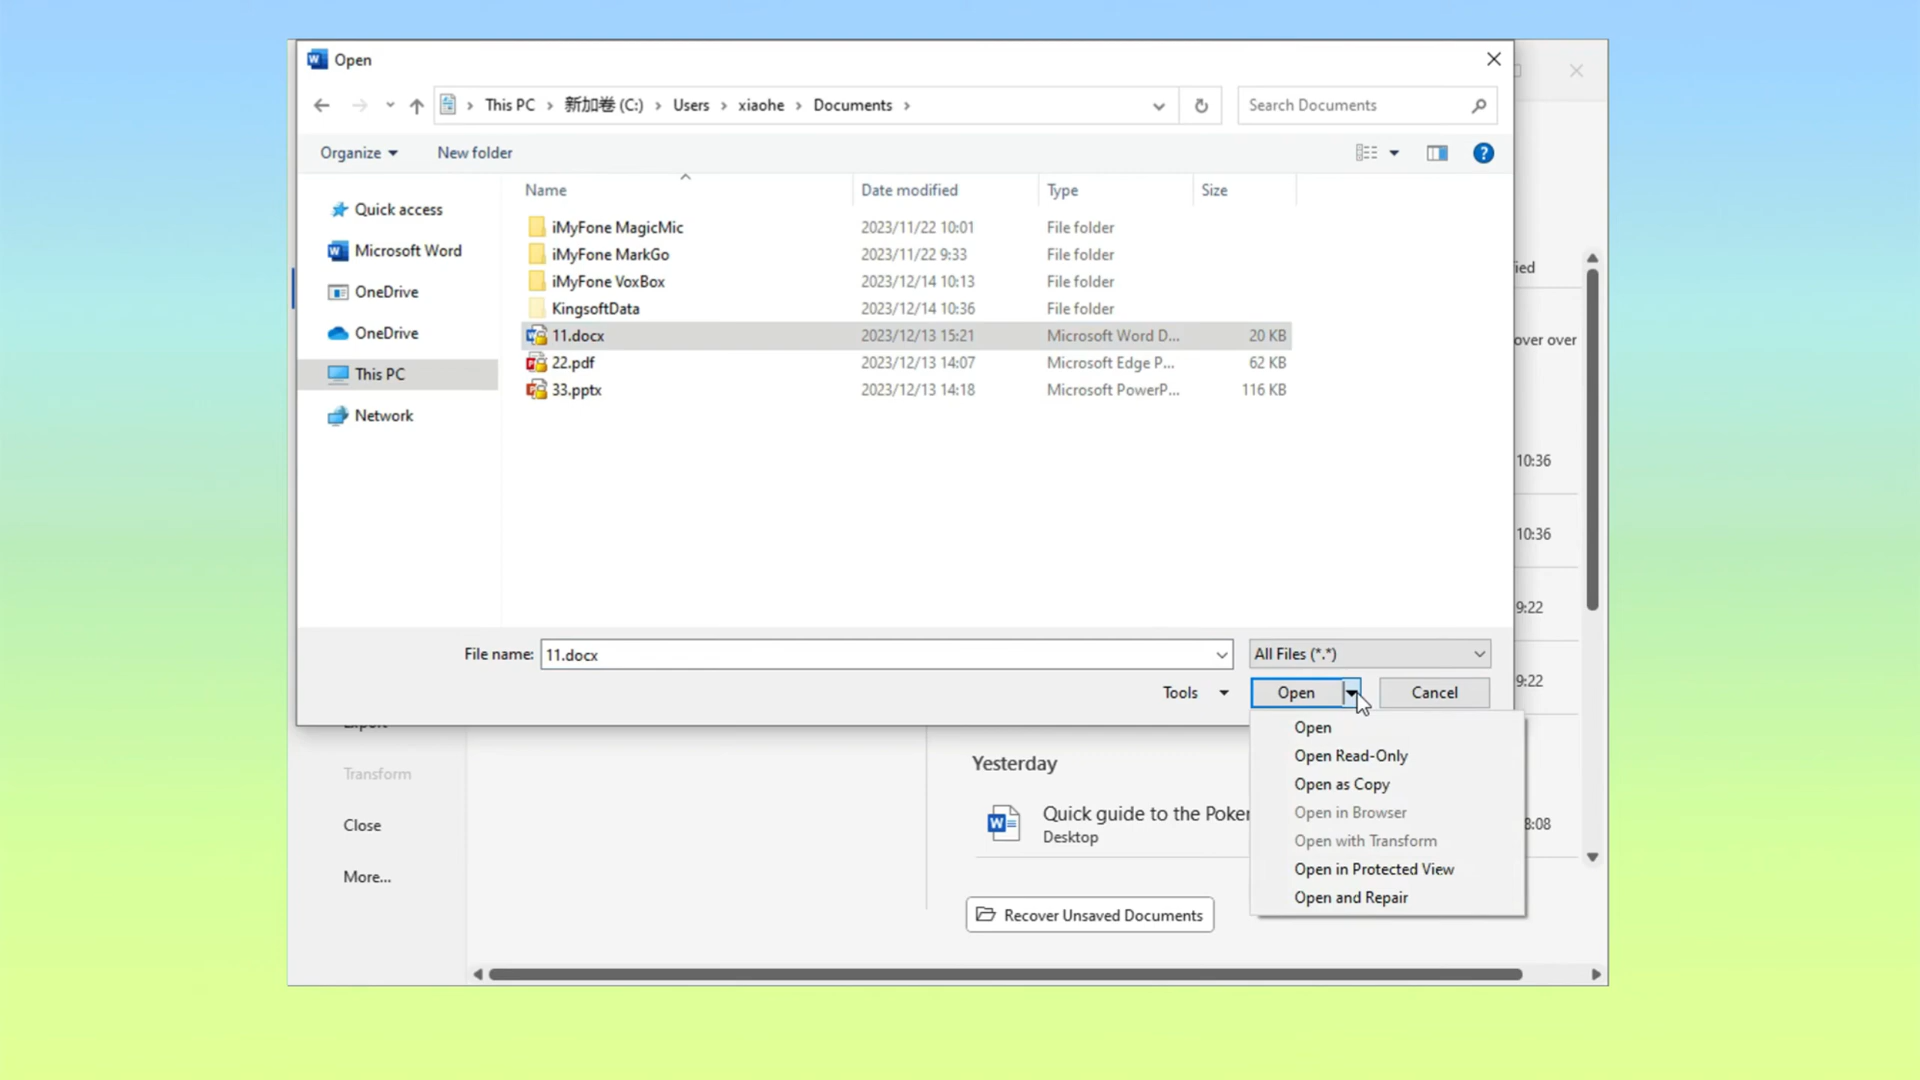 Open
This PC > 新加卷 (C:) > Users > xiaohe > Documents >
Search Documents
Organize
New folder
Name
Date modified
Type
Size
Quick access
Microsoft Word
OneDrive
OneDrive
This PC
Network
iMyFone MagicMic 2023/11/22 10:01 File folder
iMyFone MarkGo 2023/11/22 9:33 File folder
iMyFone VoxBox 2023/12/14 10:13 File folder
KingsoftData 2023/12/14 10:36 File folder
11.docx 2023/12/13 15:21 Microsoft Word D... 20 KB
22.pdf 2023/12/13 14:07 Microsoft Edge P... 62 KB
33.pptx 2023/12/13 14:18 Microsoft PowerP... 116 KB
ified
over over
10:36
10:36
9:22
9:22
8:08
File name: 11.docx
All Files (*.*)
Tools
Open
Cancel
Open
Open Read-Only
Open as Copy
Open in Browser
Open with Transform
Open in Protected View
Open and Repair
Export
Transform
Close
More...
Yesterday
Quick guide to the Poker
Desktop
Recover Unsaved Documents